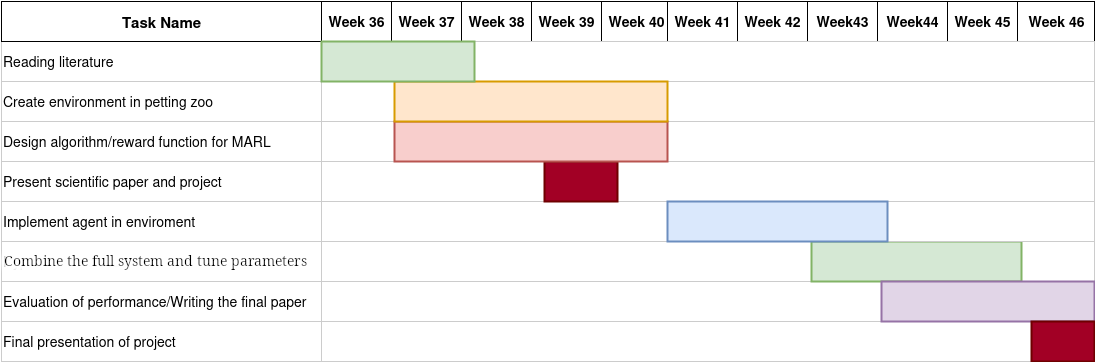 Task Name Week 36 Week 37 Week 38 Week 39 Week 40 Week 41 Week 42 Week43 Week44 Week 45 Week 46
Reading literature
Create environment in petting zoo
Design algorithm/reward function for MARL
Present scientific paper and project
Implement agent in enviroment
Combine the full system and tune parameters
Evaluation of performance/Writing the final paper
Final presentation of project